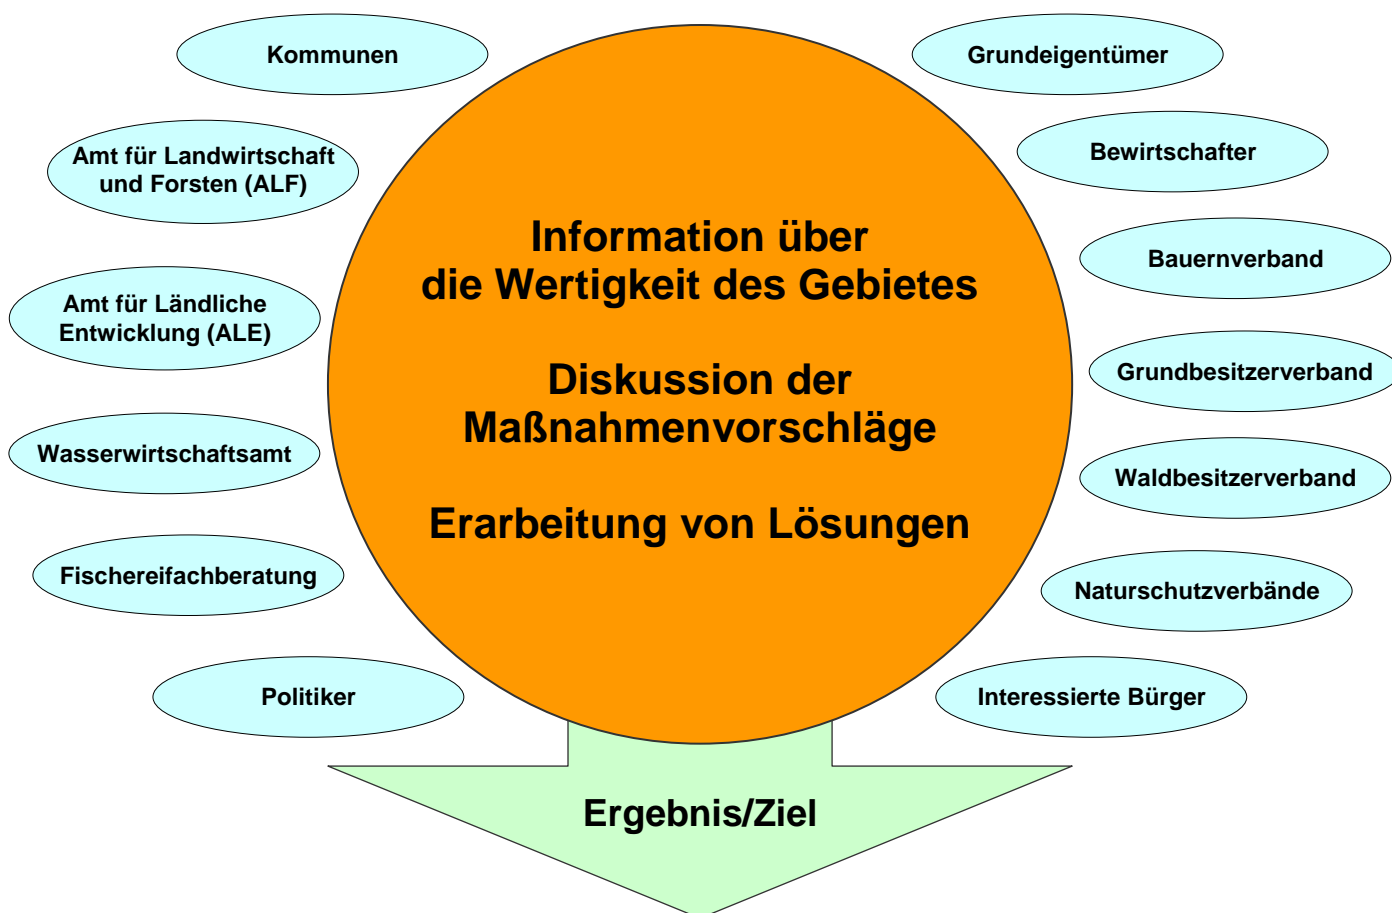 Kommunen
Amt für Landwirtschaft
und Forsten (ALF)
Amt für Ländliche
Entwicklung (ALE)
Wasserwirtschaftsamt
Fischereifachberatung
Politiker
Information über
die Wertigkeit des Gebietes
Diskussion der
Maßnahmenvorschläge
Erarbeitung von Lösungen
Grundeigentümer
Bewirtschafter
Bauernverband
Grundbesitzerverband
Waldbesitzerverband
Naturschutzverbände
Interessierte Bürger
Ergebnis/Ziel